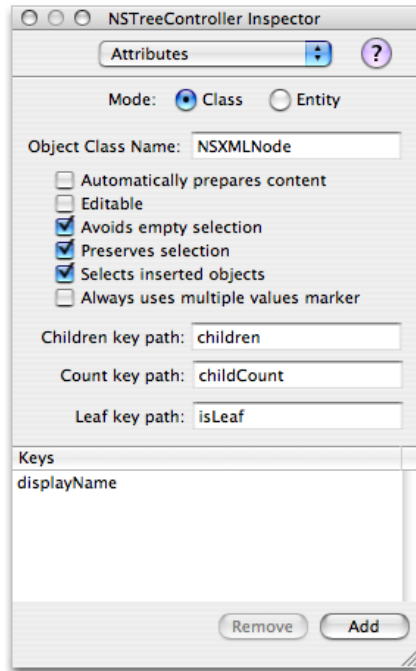 NSTreeController Inspector
Attributes
?
Mode: Class Entity
Object Class Name: NSXMLNode
Automatically prepares content
Editable
Avoids empty selection
Preserves selection
Selects inserted objects
Always uses multiple values marker
Children key path: children
Count key path: childCount
Leaf key path: isLeaf
Keys
displayName
Remove Add